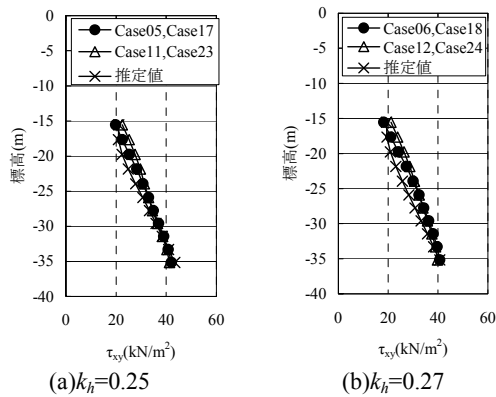 0
-5
-10
-15
-20
-25
-30
-35
-40
標高(m)
Case05,Case17
Case11,Case23
推定値
0 20 40 60
τxy(kN/m²)
(a)kh=0.25
0
-5
-10
-15
-20
-25
-30
-35
-40
標高(m)
Case06,Case18
Case12,Case24
推定値
0 20 40 60
τxy(kN/m²)
(b)kh=0.27